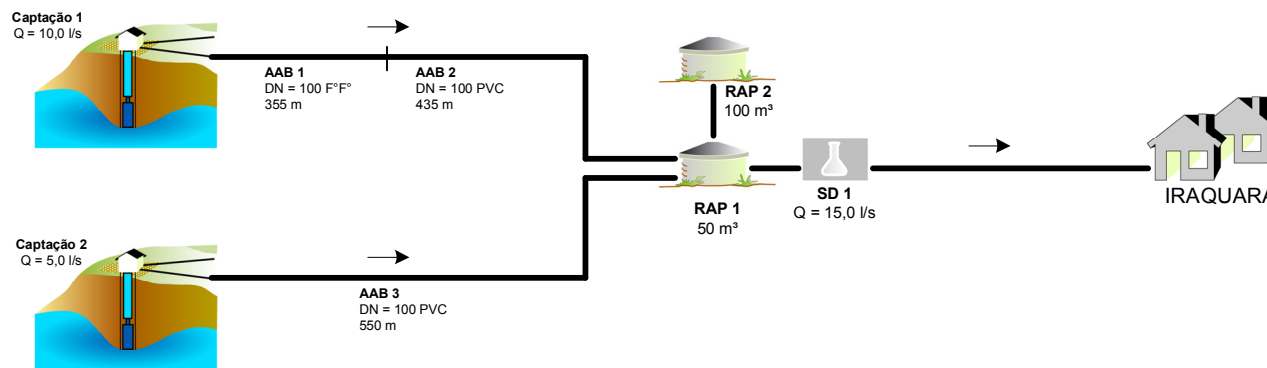 Captação 1
Q = 10,0 l/s
AAB 1
DN = 100 F°F°
355 m
AAB 2
DN = 100 PVC
435 m
RAP 2
100 m³
RAP 1
50 m³
SD 1
Q = 15,0 l/s
IRAQUARA
Captação 2
Q = 5,0 l/s
AAB 3
DN = 100 PVC
550 m